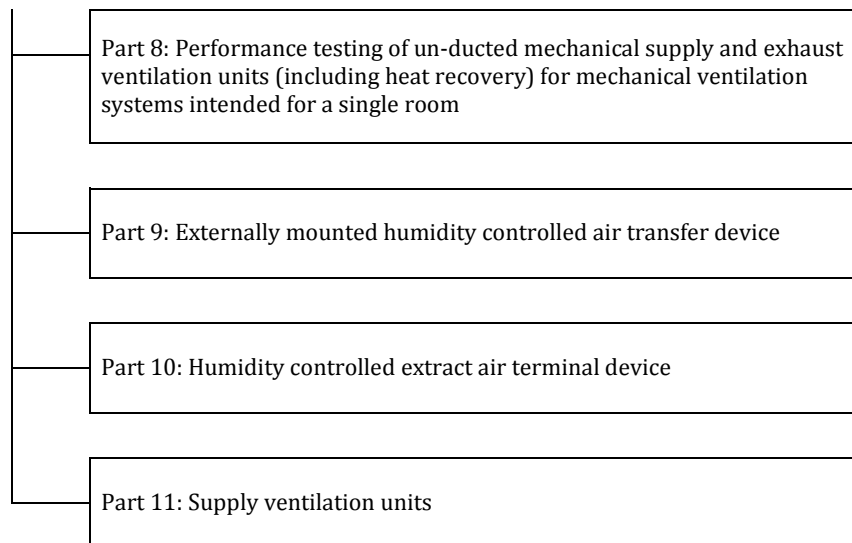 Part 8: Performance testing of un-ducted mechanical supply and exhaust
ventilation units (including heat recovery) for mechanical ventilation
systems intended for a single room
Part 9: Externally mounted humidity controlled air transfer device
Part 10: Humidity controlled extract air terminal device
Part 11: Supply ventilation units